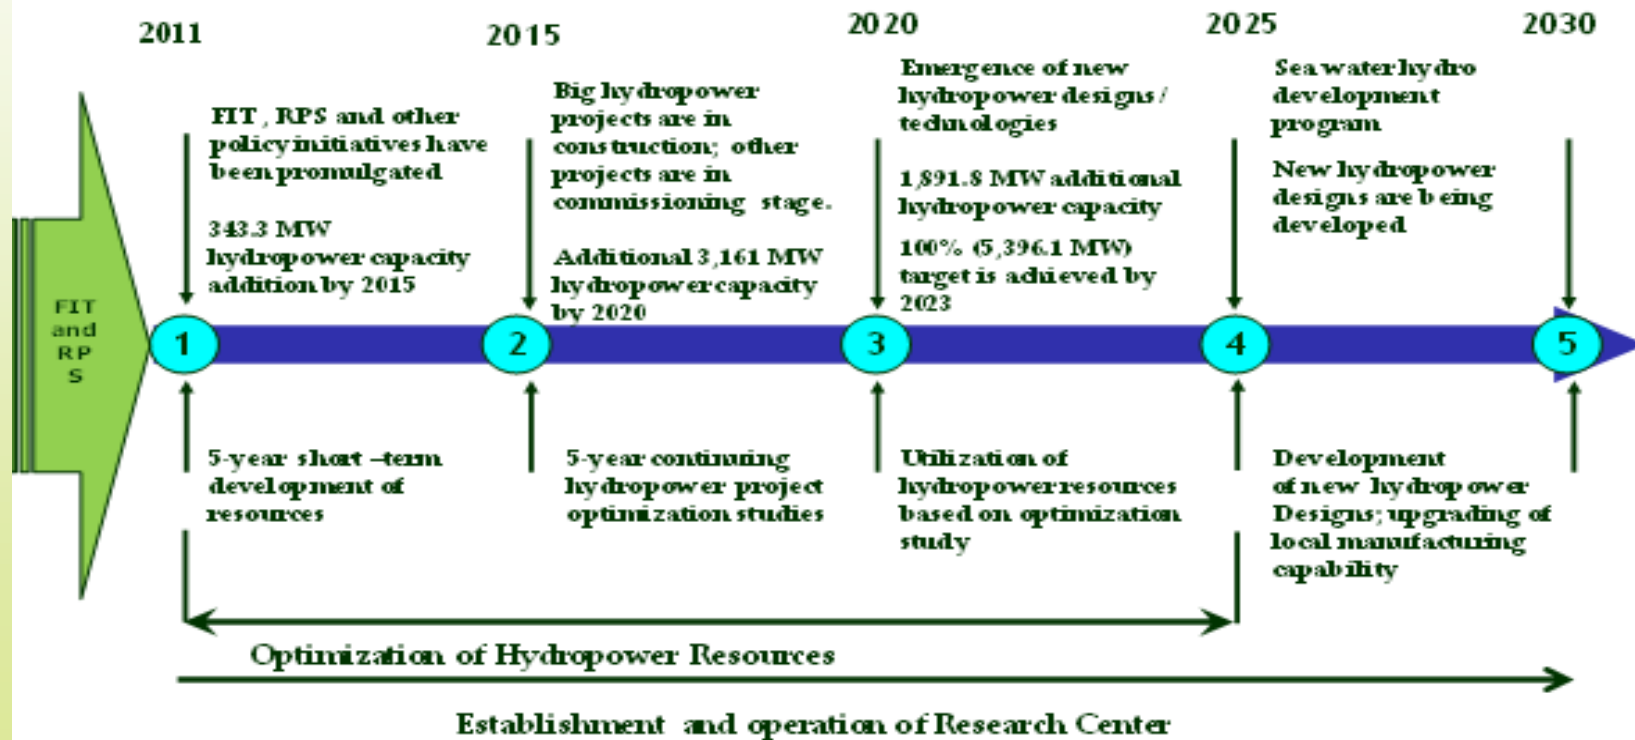 2011
2015
2020
2025
2030
FIT, RPS and other
policy initiatives have
been promulgated
343.3 MW
hydropower capacity
addition by 2015
Big hydropower
projects are in
construction; other
projects are in
commissioning stage.
Additional 3,161 MW
hydropower capacity
by 2020
Emergence of new
hydropower designs /
technologies
1,891.8 MW additional
hydropower capacity
100% (5,396.1 MW)
target is achieved by
2023
Sea water hydro
development
program
New hydropower
designs are being
developed
FIT
and
RP
S
1
2
3
4
5
5-year short –term
development of
resources
5-year continuing
hydropower project
optimization studies
Utilization of
hydropower resources
based on optimization
study
Development
of new hydropower
Designs; upgrading of
local manufacturing
capability
Optimization of Hydropower Resources
Establishment and operation of Research Center